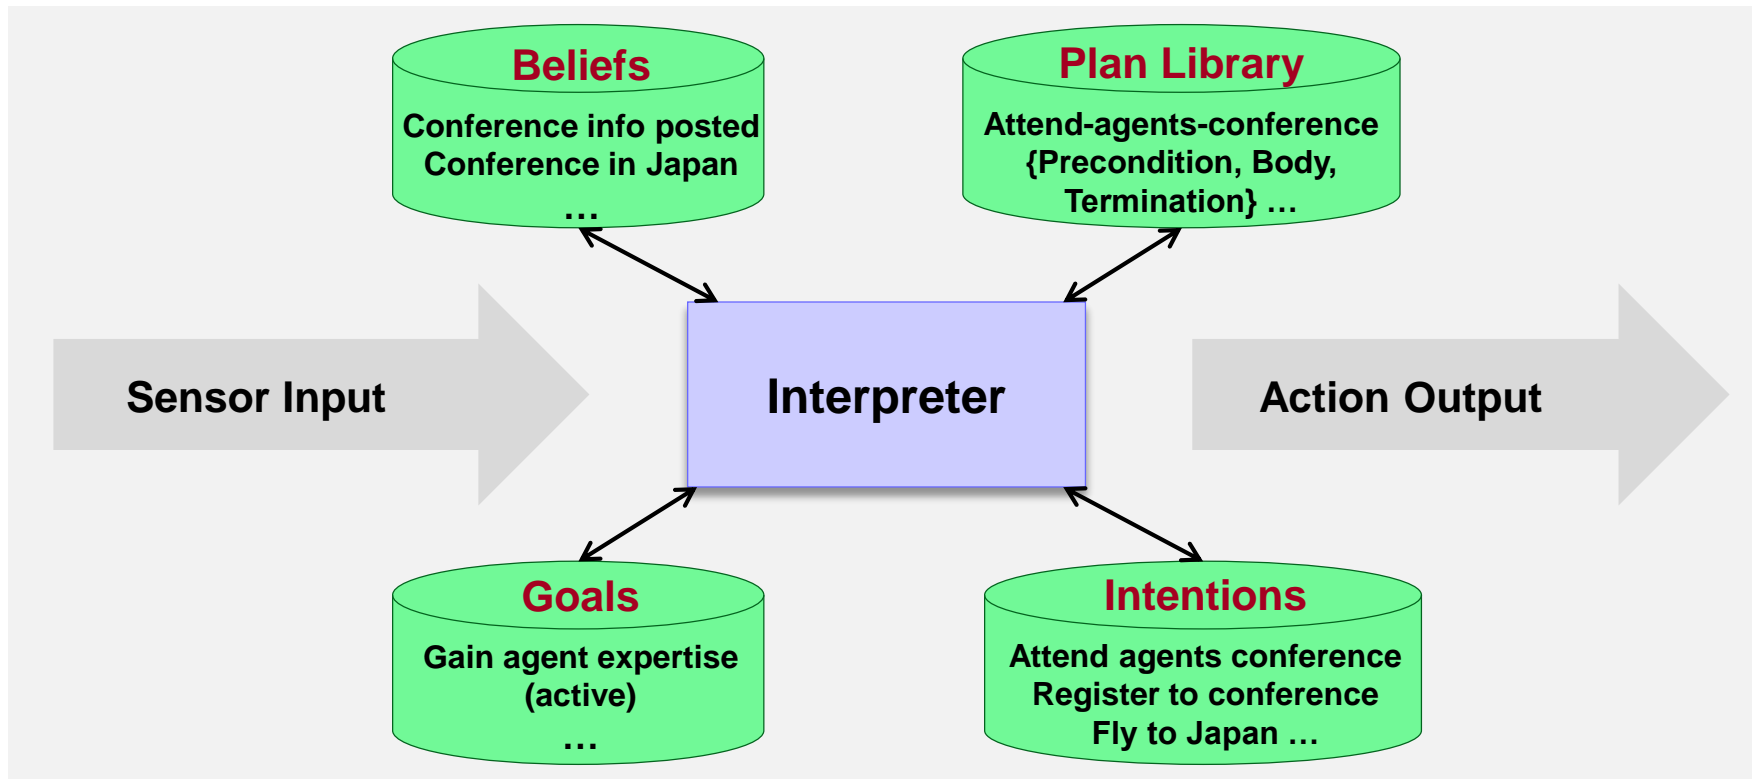 Beliefs
Conference info posted
Conference in Japan
…
Plan Library
Attend-agents-conference
{Precondition, Body,
Termination} …
Sensor Input
Interpreter
Action Output
Goals
Gain agent expertise
(active)
…
Intentions
Attend agents conference
Register to conference
Fly to Japan …